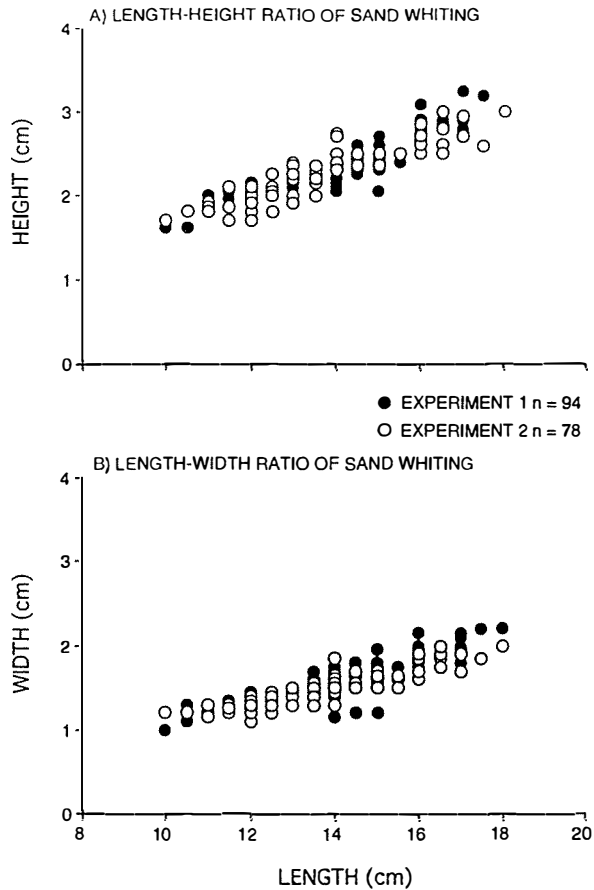 A) LENGTH-HEIGHT RATIO OF SAND WHITING
4
3
2
1
0
HEIGHT (cm)
EXPERIMENT 1 n = 94
EXPERIMENT 2 n = 78
B) LENGTH-WIDTH RATIO OF SAND WHITING
4
3
2
1
0
WIDTH (cm)
8 10 12 14 16 18 20
LENGTH (cm)